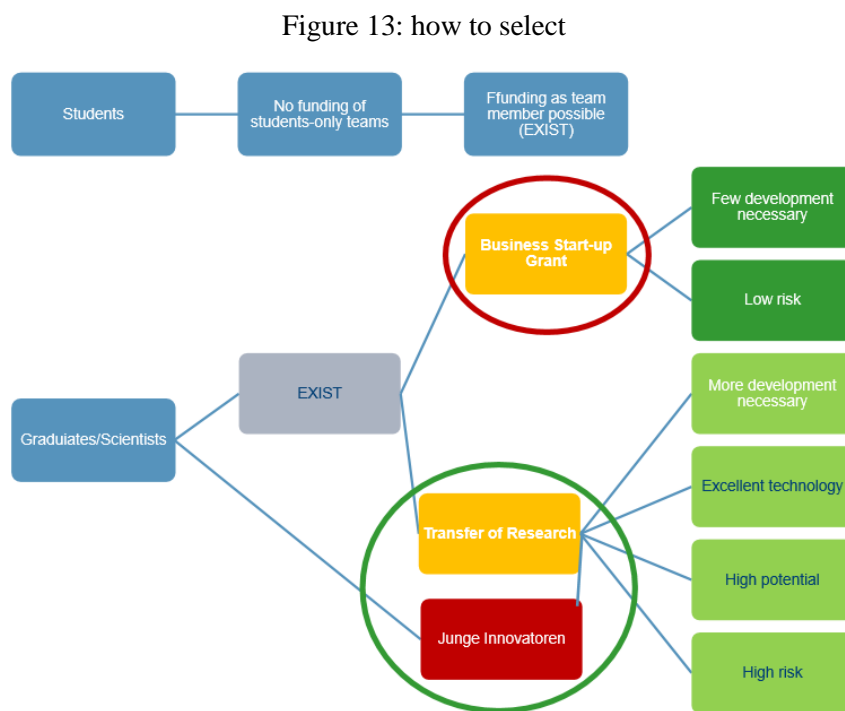 Figure 13: how to select
Students
No funding of
students-only teams
Ffunding as team
member possible
(EXIST)
Few development
necessary
Business Start-up
Grant
Low risk
EXIST
More development
necessary
Graduiates/Scientists
Excellent technology
Transfer of Research
High potential
Junge Innovatoren
High risk